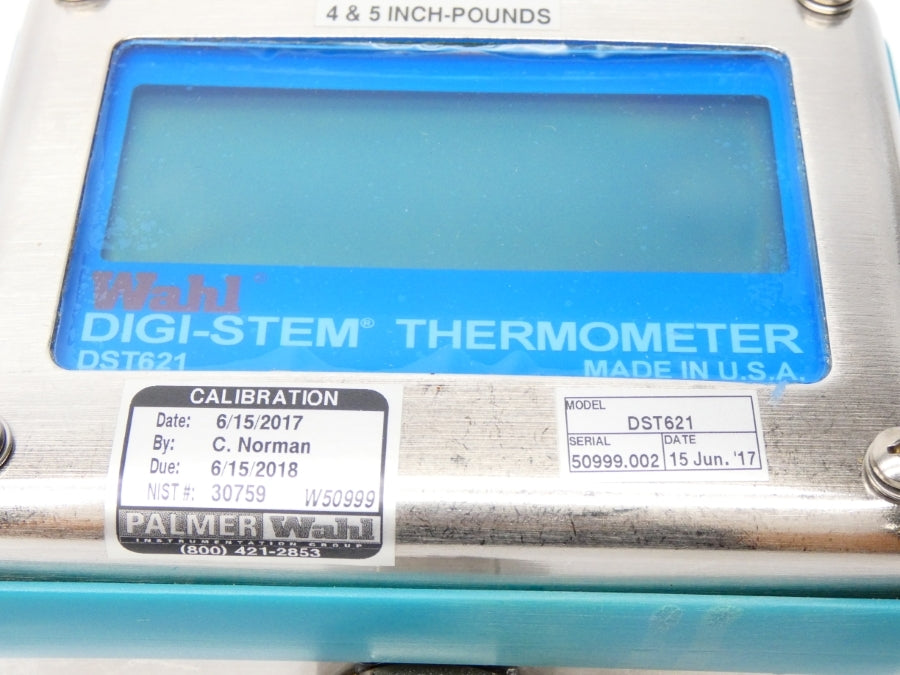 4 & 5 INCH-POUNDS
Wahl
DIGI-STEM® THERMOMETER
DST621 MADE IN U.S.A.
CALIBRATION
Date: 6/15/2017
By: C. Norman
Due: 6/15/2018
NIST #: 30759 W50999
PALMER Wahl
INSTRUMENTATION GROUP
(800) 421-2853
MODEL
DST621
SERIAL DATE
50999.002 15 Jun. '17